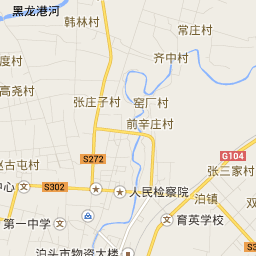 黑龙港河
常庄村
韩林村
齐中村
度村
高尧村
张庄子村
窑厂村
前辛庄村
G104
赵古屯村
S272
张三家村
中心
S302
人民检察院
泊镇
双
第一中学
育英学校
S302
泊头市物资大楼